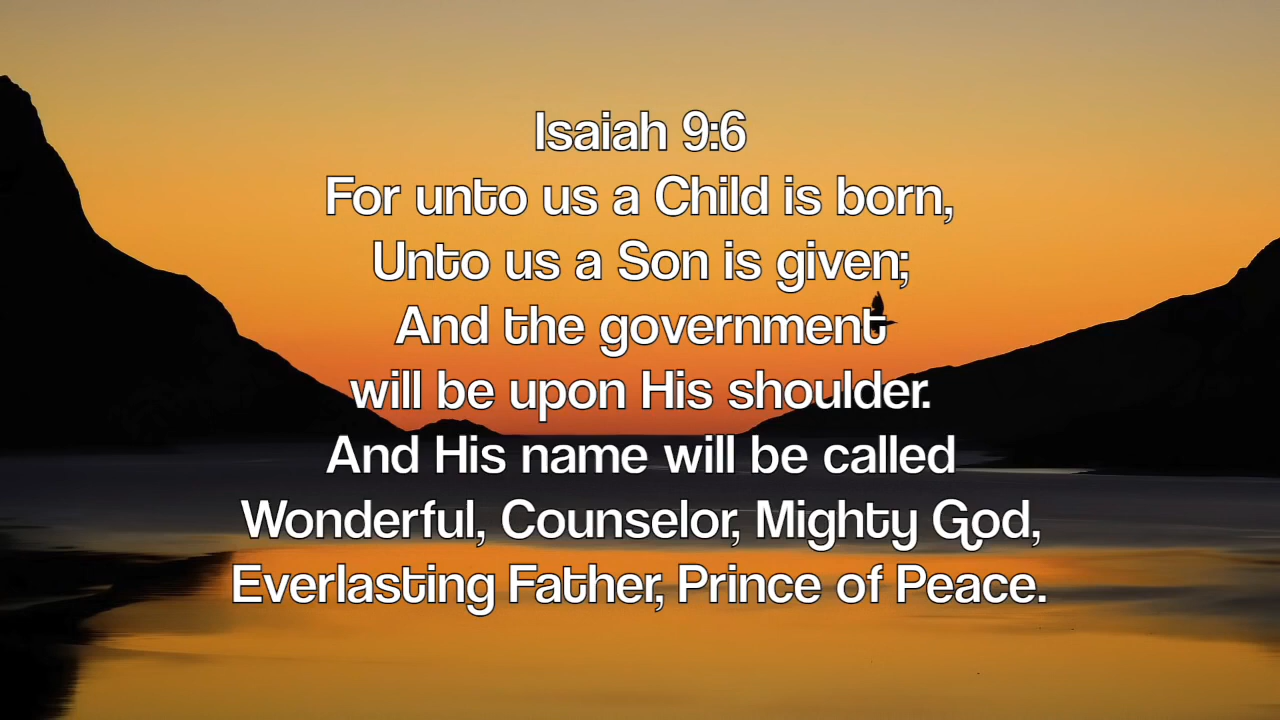 Isaiah 9:6
For unto us a Child is born,
Unto us a Son is given;
And the government
will be upon His shoulder.
And His name will be called
Wonderful, Counselor, Mighty God,
Everlasting Father, Prince of Peace.